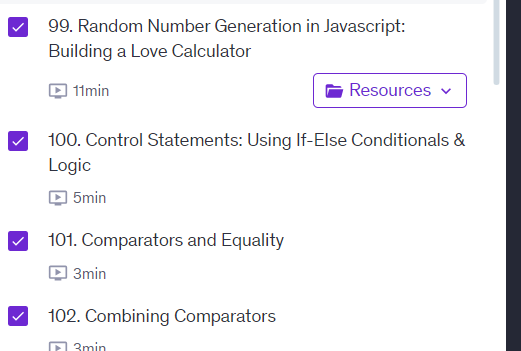 99. Random Number Generation in Javascript:
Building a Love Calculator
11min
Resources
100. Control Statements: Using If-Else Conditionals &
Logic
5min
101. Comparators and Equality
3min
102. Combining Comparators
3min